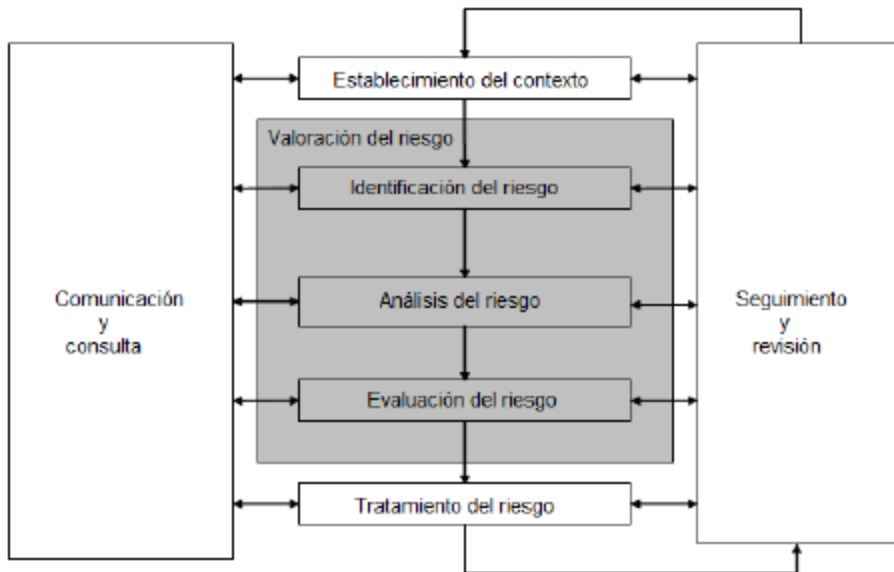 Establecimiento del contexto
Valoración del riesgo
Identificación del riesgo
Comunicación
y
consulta
Análisis del riesgo
Seguimiento
y
revisión
Evaluación del riesgo
Tratamiento del riesgo